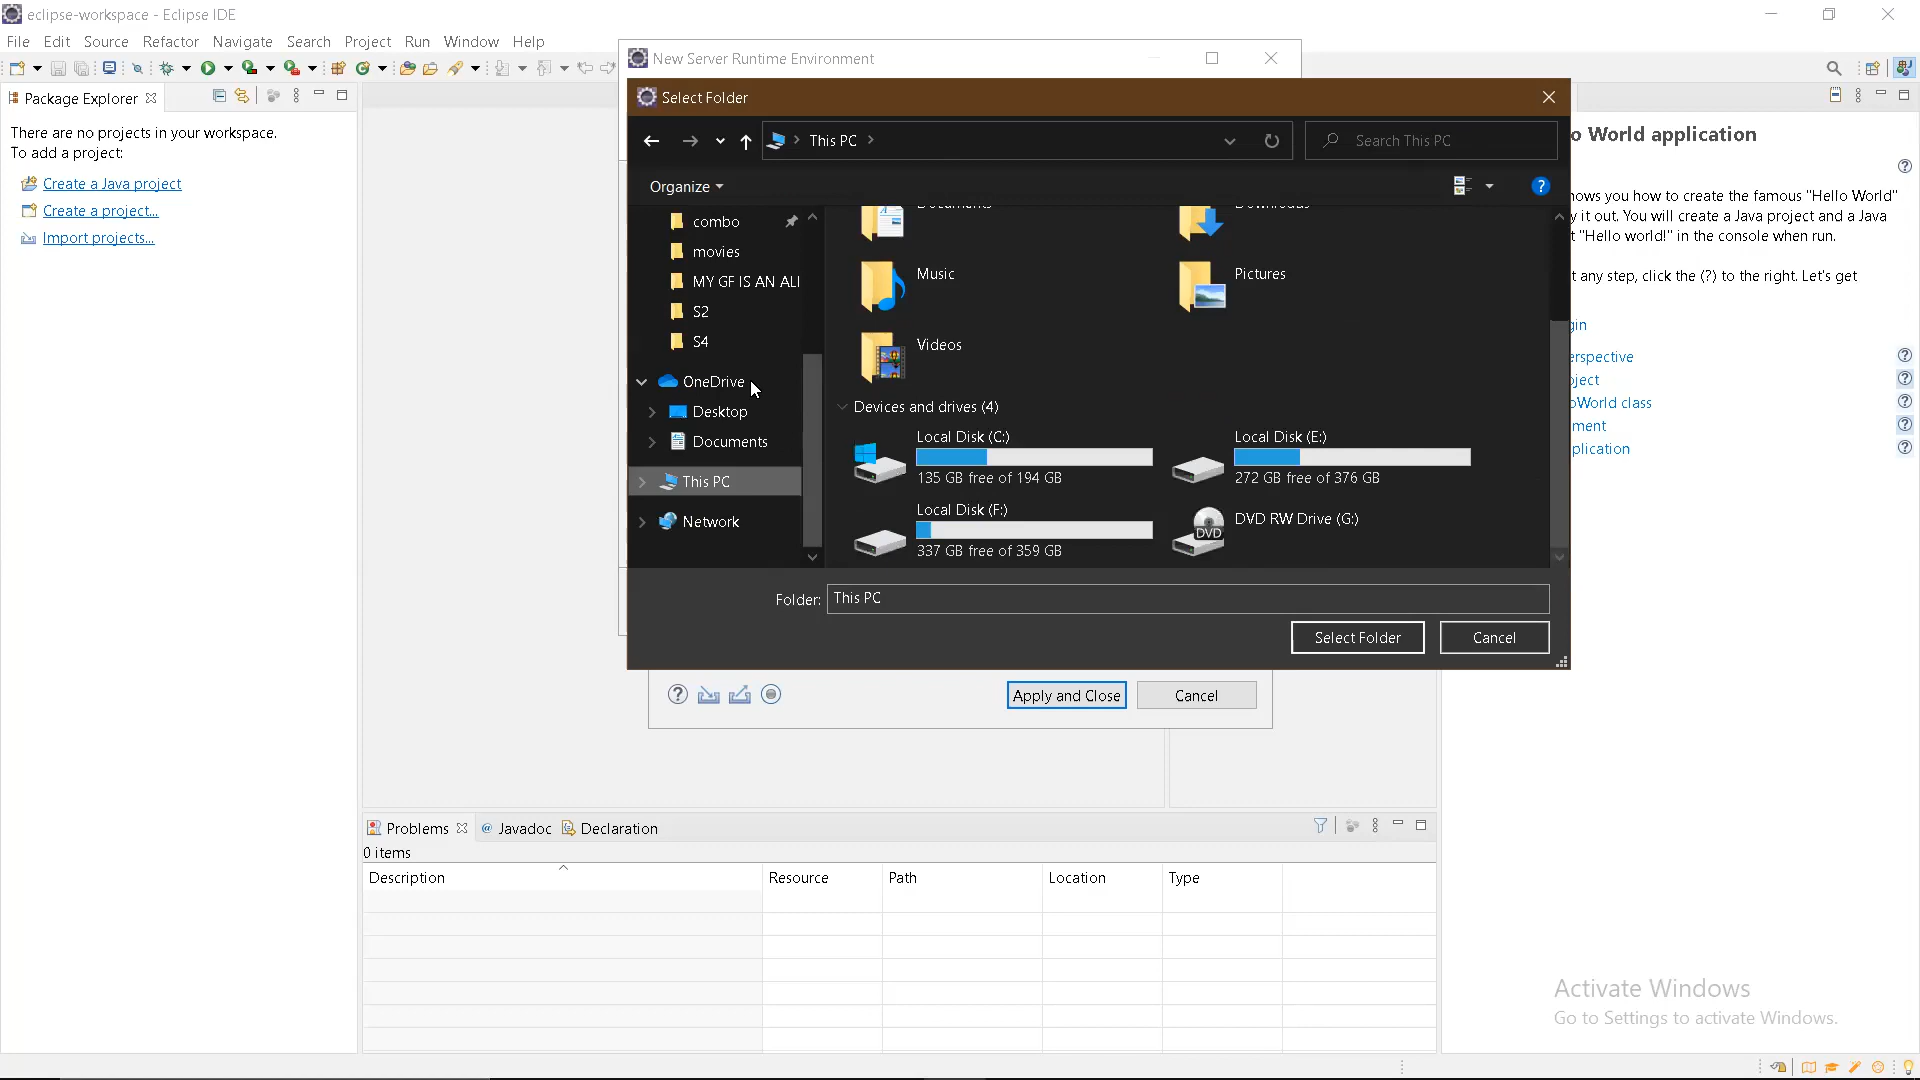 eclipse-workspace - Eclipse IDE
File Edit Source Refactor Navigate Search Project Run Window Help
New Server Runtime Environment
Package Explorer
There are no projects in your workspace.
To add a project:
Create a Java project
Create a project...
Import projects...
Select Folder
This PC
Search This PC
Organize
combo
movies
MY GF IS AN ALI
S2
S4
OneDrive
Desktop
Documents
This PC
Network
Documents
Downloads
Music
Pictures
Videos
Devices and drives (4)
Local Disk (C:)
135 GB free of 194 GB
Local Disk (E:)
272 GB free of 376 GB
Local Disk (F:)
337 GB free of 359 GB
DVD RW Drive (G:)
DVD
Folder: This PC
Select Folder Cancel
Apply and Close Cancel
o World application
hows you how to create the famous "Hello World"
y it out. You will create a Java project and a Java
t "Hello world!" in the console when run.
t any step, click the (?) to the right. Let's get
gin
erspective
ject
oWorld class
ment
plication
Problems Javadoc Declaration
0 items
Description Resource Path Location Type
Activate Windows
Go to Settings to activate Windows.